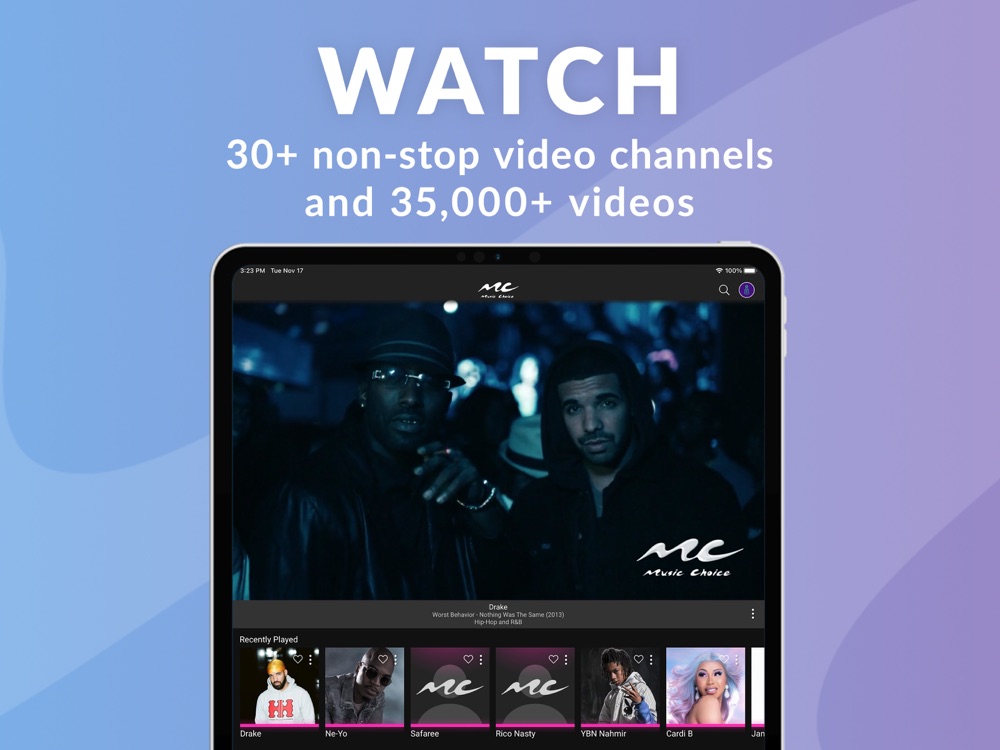 WATCH
30+ non-stop video channels
and 35,000+ videos
3:23 PM Tue Nov 17
100%
MC
Music Choice
MC
Music Choice
Drake
Worst Behavior - Nothing Was The Same (2013)
Hip-Hop and R&B
Recently Played
MC
MC
Drake
Ne-Yo
Safaree
Rico Nasty
YBN Nahmir
Cardi B
Jan